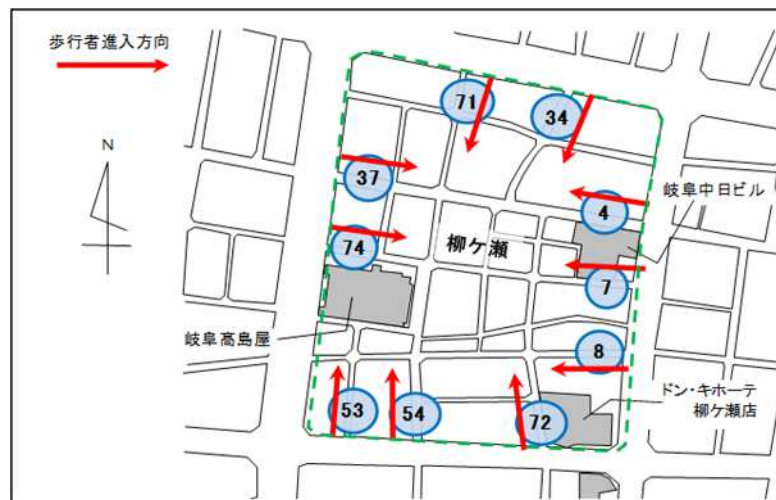 歩行者進入方向
N
71
34
37
4
岐阜中日ビル
74
柳ケ瀬
7
岐阜高島屋
8
ドン・キホーテ
柳ケ瀬店
53
54
72